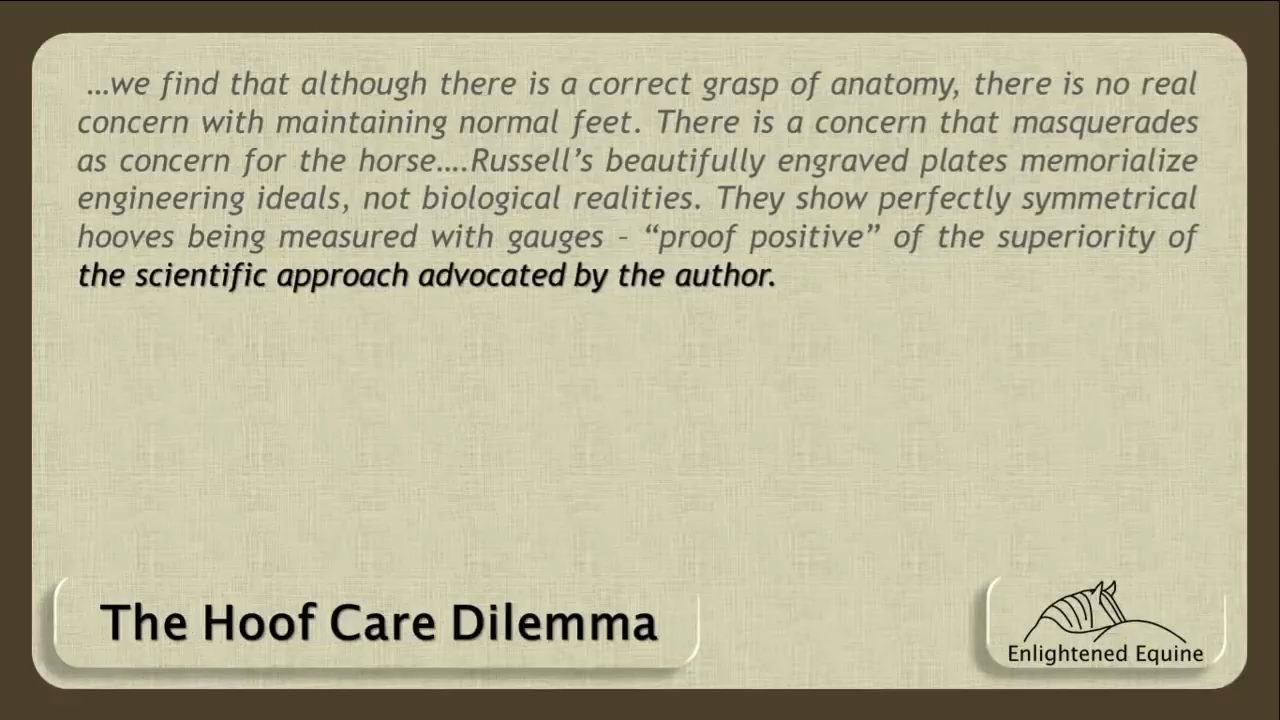 …we find that although there is a correct grasp of anatomy, there is no real
concern with maintaining normal feet. There is a concern that masquerades
as concern for the horse….Russell’s beautifully engraved plates memorialize
engineering ideals, not biological realities. They show perfectly symmetrical
hooves being measured with gauges – “proof positive” of the superiority of
the scientific approach advocated by the author.
The Hoof Care Dilemma
Enlightened Equine